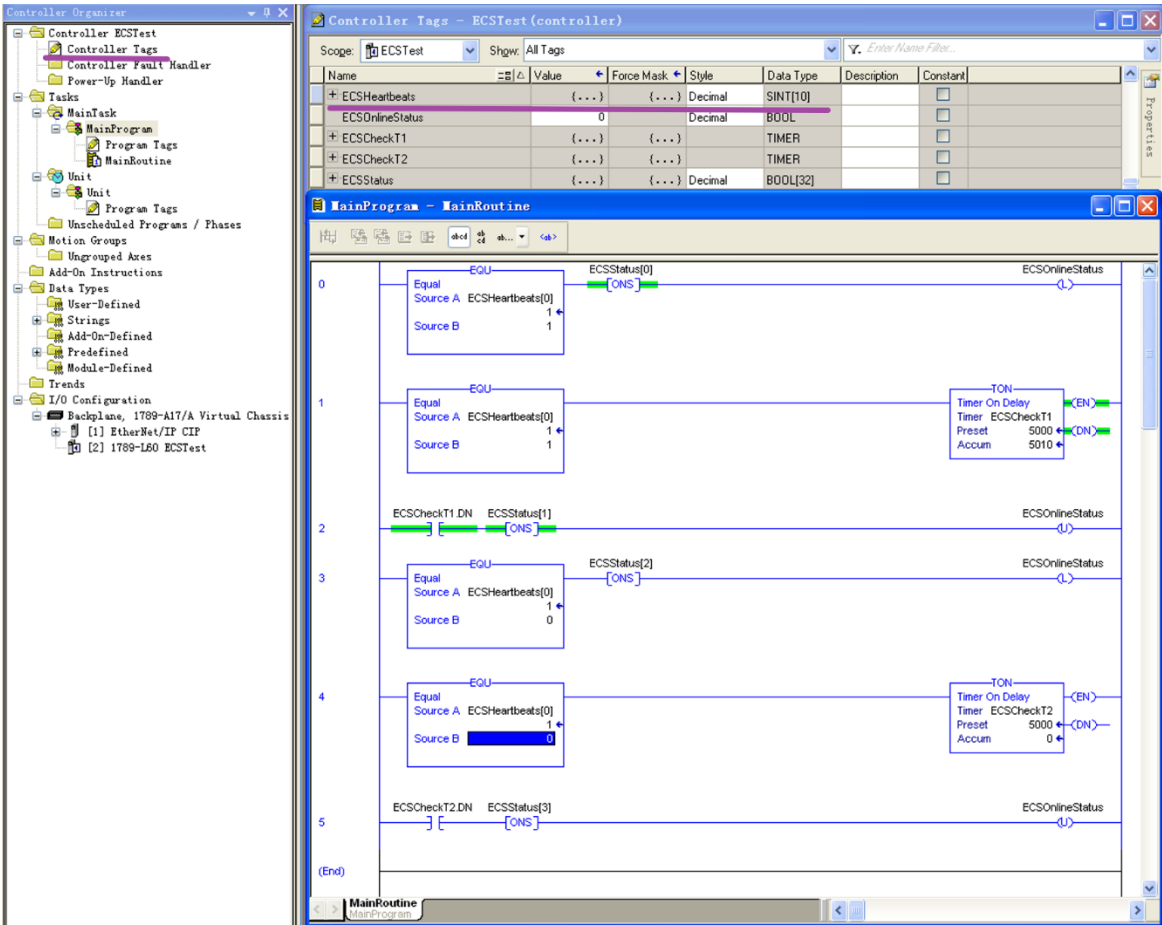 Controller Organizer
Controller ECSTest
Controller Tags
Controller Fault Handler
Power-Up Handler
Tasks
MainTask
MainProgram
Program Tags
MainRoutine
Unit
Unit
Program Tags
Unscheduled Programs / Phases
Motion Groups
Ungrouped Axes
Add-On Instructions
Data Types
User-Defined
Strings
Add-On-Defined
Predefined
Module-Defined
Trends
I/O Configuration
Backplane, 1789-A17/A Virtual Chassis
[1] EtherNet/IP CIP
[2] 1789-L60 ECSTest
Controller Tags - ECSTest(controller)
Scope: ECSTest Show: All Tags Enter Name Filter...
Name Value Force Mask Style Data Type Description Constant
ECSHeartbeats {...} {...} Decimal SINT[10]
ECSOnlineStatus 0 Decimal BOOL
ECSCheckT1 {...} {...} TIMER
ECSCheckT2 {...} {...} TIMER
ECSStatus {...} {...} Decimal BOOL[32]
Properties
MainProgram - MainRoutine
abcd ab cd ab... <ab>
EQU ECSStatus[0] ECSOnlineStatus
0 Equal ONS L
Source A ECSHeartbeats[0]
1
Source B 1
EQU TON
1 Equal Timer On Delay EN
Source A ECSHeartbeats[0] Timer ECSCheckT1
1 Preset 5000 DN
Source B 1 Accum 5010
ECSCheckT1.DN ECSStatus[1] ECSOnlineStatus
2 ONS U
EQU ECSStatus[2] ECSOnlineStatus
3 Equal ONS L
Source A ECSHeartbeats[0]
1
Source B 0
EQU TON
4 Equal Timer On Delay EN
Source A ECSHeartbeats[0] Timer ECSCheckT2
1 Preset 5000 DN
Source B 0 Accum 0
ECSCheckT2.DN ECSStatus[3] ECSOnlineStatus
5 ONS U
(End)
MainRoutine
MainProgram